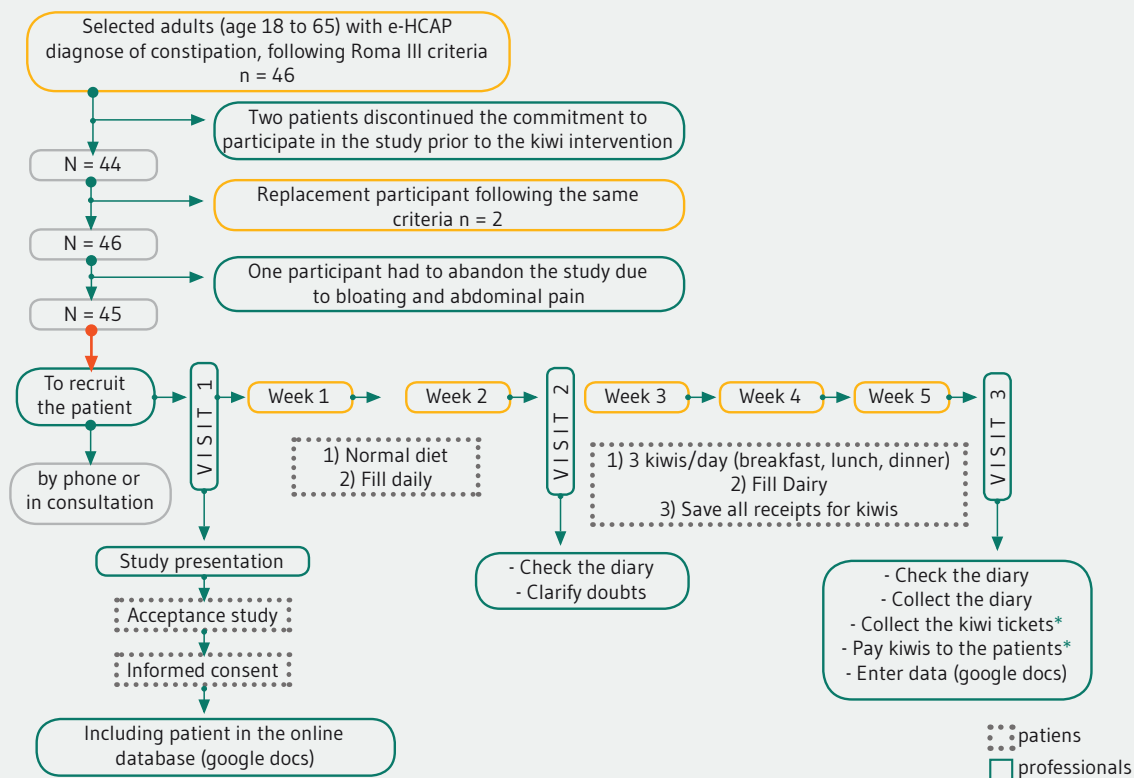 Selected adults (age 18 to 65) with e-HCAP
diagnose of constipation, following Roma III criteria
n = 46
Two patients discontinued the commitment to
participate in the study prior to the kiwi intervention
N = 44
Replacement participant following the same
criteria n = 2
N = 46
One participant had to abandon the study due
to bloating and abdominal pain
N = 45
To recruit
the patient
by phone or
in consultation
VISIT 1
Week 1
Week 2
1) Normal diet
2) Fill daily
VISIT 2
Week 3
Week 4
Week 5
1) 3 kiwis/day (breakfast, lunch, dinner)
2) Fill Dairy
3) Save all receipts for kiwis
VISIT 3
Study presentation
Acceptance study
Informed consent
Including patient in the online
database (google docs)
- Check the diary
- Clarify doubts
- Check the diary
- Collect the diary
- Collect the kiwi tickets*
- Pay kiwis to the patients*
- Enter data (google docs)
patiens
professionals